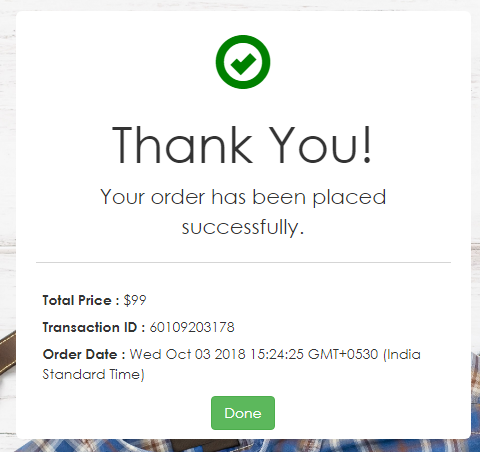 Thank You!
Your order has been placed
successfully.
Total Price : $99
Transaction ID : 60109203178
Order Date : Wed Oct 03 2018 15:24:25 GMT+0530 (India
Standard Time)
Done